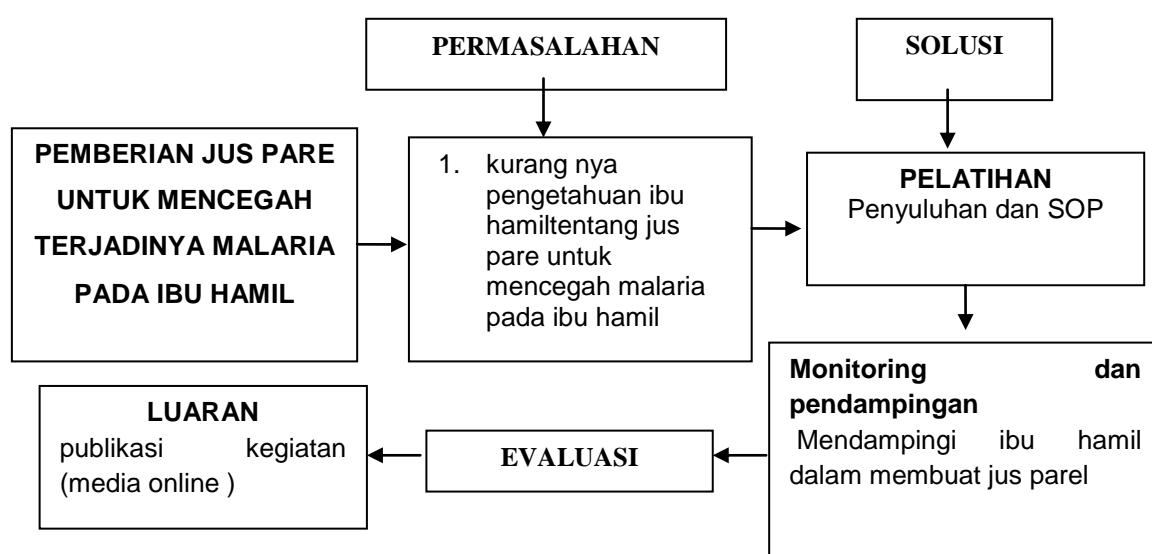 PERMASALAHAN
SOLUSI
PEMBERIAN JUS PARE
UNTUK MENCEGAH
TERJADINYA MALARIA
PADA IBU HAMIL
1. kurang nya
pengetahuan ibu
hamiltentang jus
pare untuk
mencegah malaria
pada ibu hamil
PELATIHAN
Penyuluhan dan SOP
Monitoring dan
pendampingan
Mendampingi ibu hamil
dalam membuat jus parel
EVALUASI
LUARAN
publikasi kegiatan
(media online )